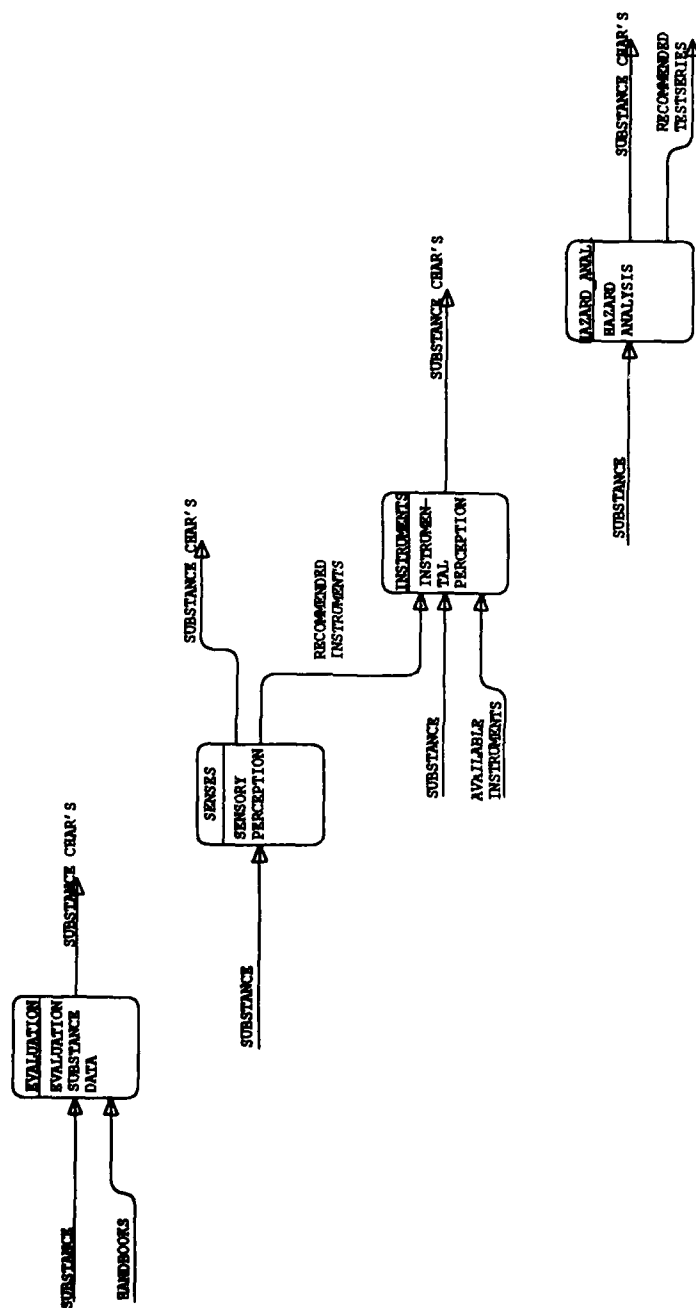 SUBSTANCE
HANDBOOKS
EVALUATION
EVALUATION
SUBSTANCE
DATA
SUBSTANCE CHAR'S
SUBSTANCE
SENSES
SENSORY
PERCEPTION
SUBSTANCE CHAR'S
RECOMMENDED
INSTRUMENTS
SUBSTANCE
AVAILABLE
INSTRUMENTS
INSTRUMENTS
INSTRUMEN-
TAL
PERCEPTION
SUBSTANCE CHAR'S
SUBSTANCE
HAZARD ANAL
HAZARD
ANALYSIS
SUBSTANCE CHAR'S
RECOMMENDED
TESTSERIES